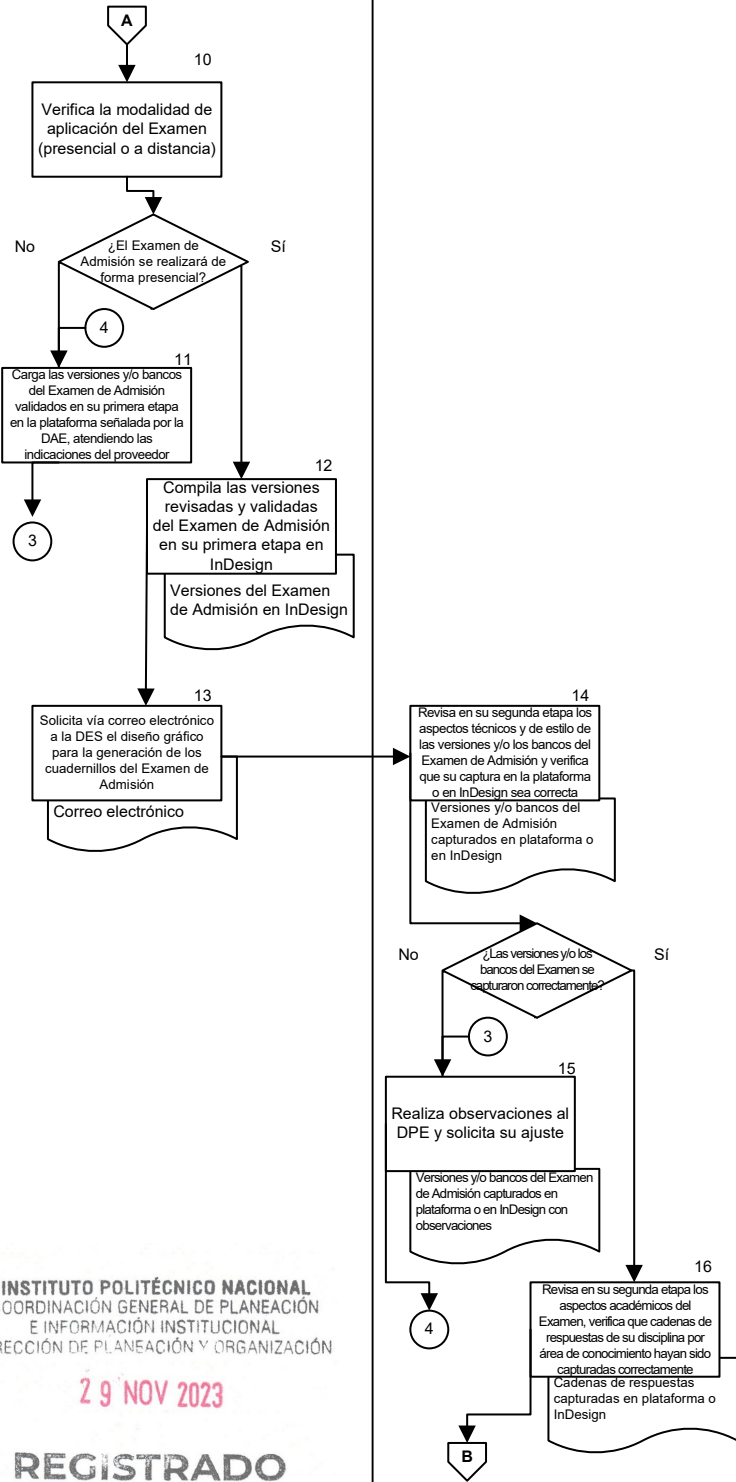 A
10
Verifica la modalidad de
aplicación del Examen
(presencial o a distancia)
No
¿El Examen de
Admisión se realizará de
forma presencial?
Sí
4
11
Carga las versiones y/o bancos
del Examen de Admisión
validados en su primera etapa
en la plataforma señalada por la
DAE, atendiendo las
indicaciones del proveedor
3
12
Compila las versiones
revisadas y validadas
del Examen de Admisión
en su primera etapa en
InDesign
Versiones del Examen
de Admisión en InDesign
13
Solicita vía correo electrónico
a la DES el diseño gráfico
para la generación de los
cuadernillos del Examen de
Admisión
Correo electrónico
14
Revisa en su segunda etapa los
aspectos técnicos y de estilo de
las versiones y/o los bancos del
Examen de Admisión y verifica
que su captura en la plataforma
o en InDesign sea correcta
Versiones y/o bancos del
Examen de Admisión
capturados en plataforma o
en InDesign
No
¿Las versiones y/o los
bancos del Examen se
capturaron correctamente?
Sí
3
15
Realiza observaciones al
DPE y solicita su ajuste
Versiones y/o bancos del Examen
de Admisión capturados en
plataforma o en InDesign con
observaciones
4
16
Revisa en su segunda etapa los
aspectos académicos del
Examen, verifica que cadenas de
respuestas de su disciplina por
área de conocimiento hayan sido
capturadas correctamente
Cadenas de respuestas
capturadas en plataforma o
InDesign
B
INSTITUTO POLITÉCNICO NACIONAL
OORDINACIÓN GENERAL DE PLANEACIÓN
E INFORMACIÓN INSTITUCIONAL
RECCIÓN DE PLANEACIÓN Y ORGANIZACIÓN
29 NOV 2023
REGISTRADO